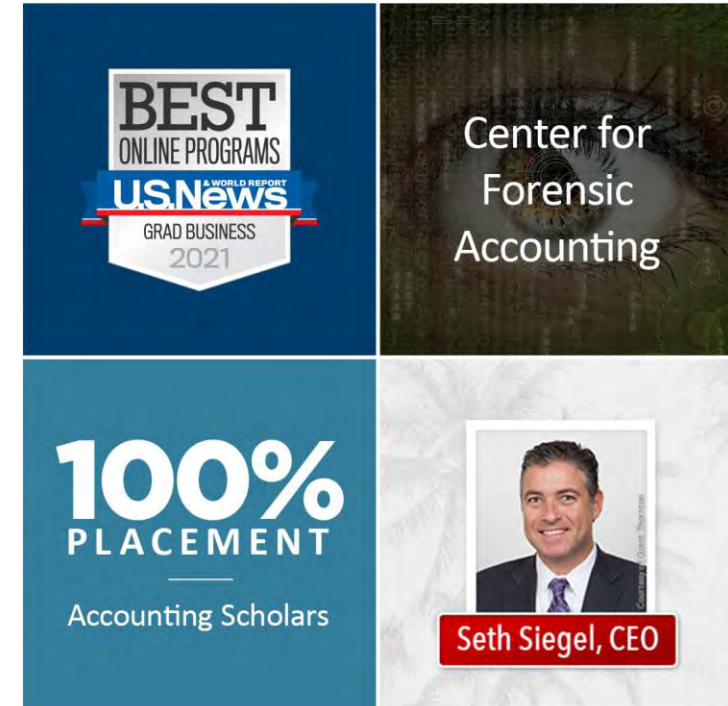 BEST
ONLINE PROGRAMS
U.S.News & WORLD REPORT
GRAD BUSINESS
2021
Center for
Forensic
Accounting
100%
PLACEMENT
Accounting Scholars
Courtesy of Grant Thornton
Seth Siegel, CEO